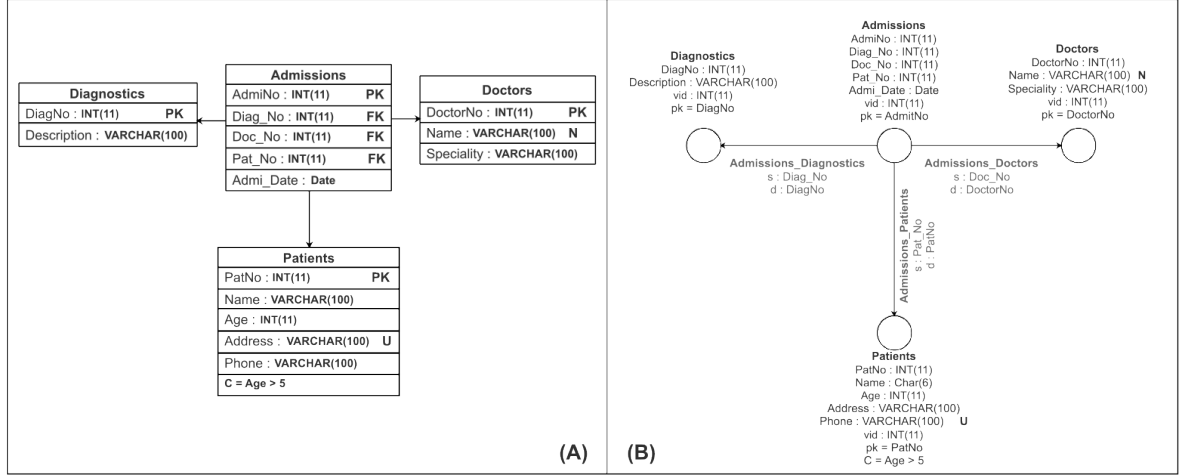 Diagnostics
DiagNo : INT(11) PK
Description : VARCHAR(100)
Admissions
AdmiNo : INT(11) PK
Diag_No : INT(11) FK
Doc_No : INT(11) FK
Pat_No : INT(11) FK
Admi_Date : Date
Doctors
DoctorNo : INT(11) PK
Name : VARCHAR(100) N
Speciality : VARCHAR(100)
Patients
PatNo : INT(11) PK
Name : VARCHAR(100)
Age : INT(11)
Address : VARCHAR(100) U
Phone : VARCHAR(100)
C = Age > 5
(A)
Diagnostics
DiagNo : INT(11)
Description : VARCHAR(100)
vid : INT(11)
pk = DiagNo
Admissions
AdmiNo : INT(11)
Diag_No : INT(11)
Doc_No : INT(11)
Pat_No : INT(11)
Admi_Date : Date
vid : INT(11)
pk = AdmitNo
Doctors
DoctorNo : INT(11)
Name : VARCHAR(100) N
Speciality : VARCHAR(100)
vid : INT(11)
pk = DoctorNo
Admissions_Diagnostics
s : Diag_No
d : DiagNo
Admissions_Doctors
s : Doc_No
d : DoctorNo
Admissions_Patients
s : Pat_No
d : PatNo
Patients
PatNo : INT(11)
Name : Char(6)
Age : INT(11)
Address : VARCHAR(100)
Phone : VARCHAR(100) U
vid : INT(11)
pk = PatNo
C = Age > 5
(B)